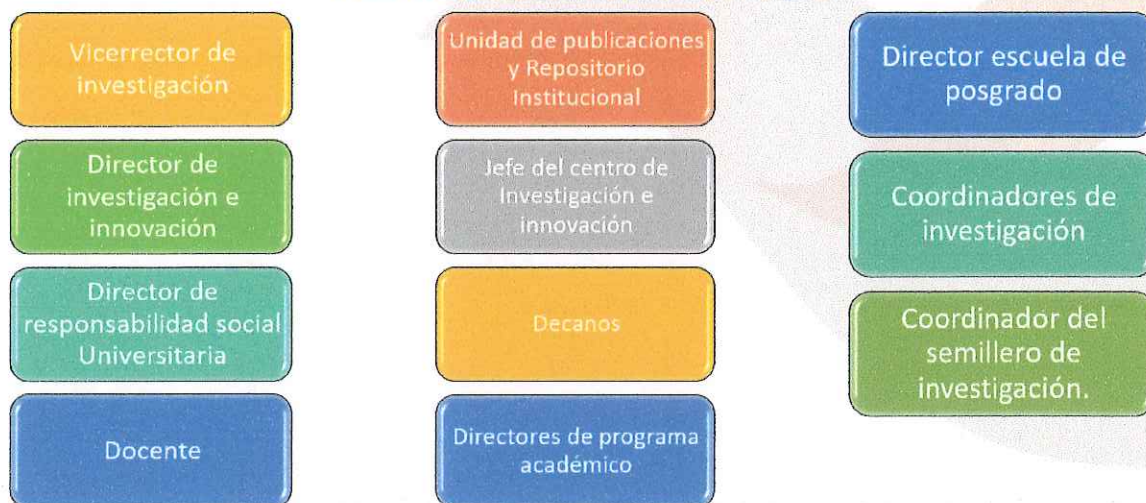 Vicerrector de
investigación
Director de
investigación e
innovación
Director de
responsabilidad social
Universitaria
Docente
Unidad de publicaciones
y Repositorio
Institucional
Jefe del centro de
Investigación e
innovación
Decanos
Directores de programa
académico
Director escuela de
posgrado
Coordinadores de
investigación
Coordinador del
semillero de
investigación.